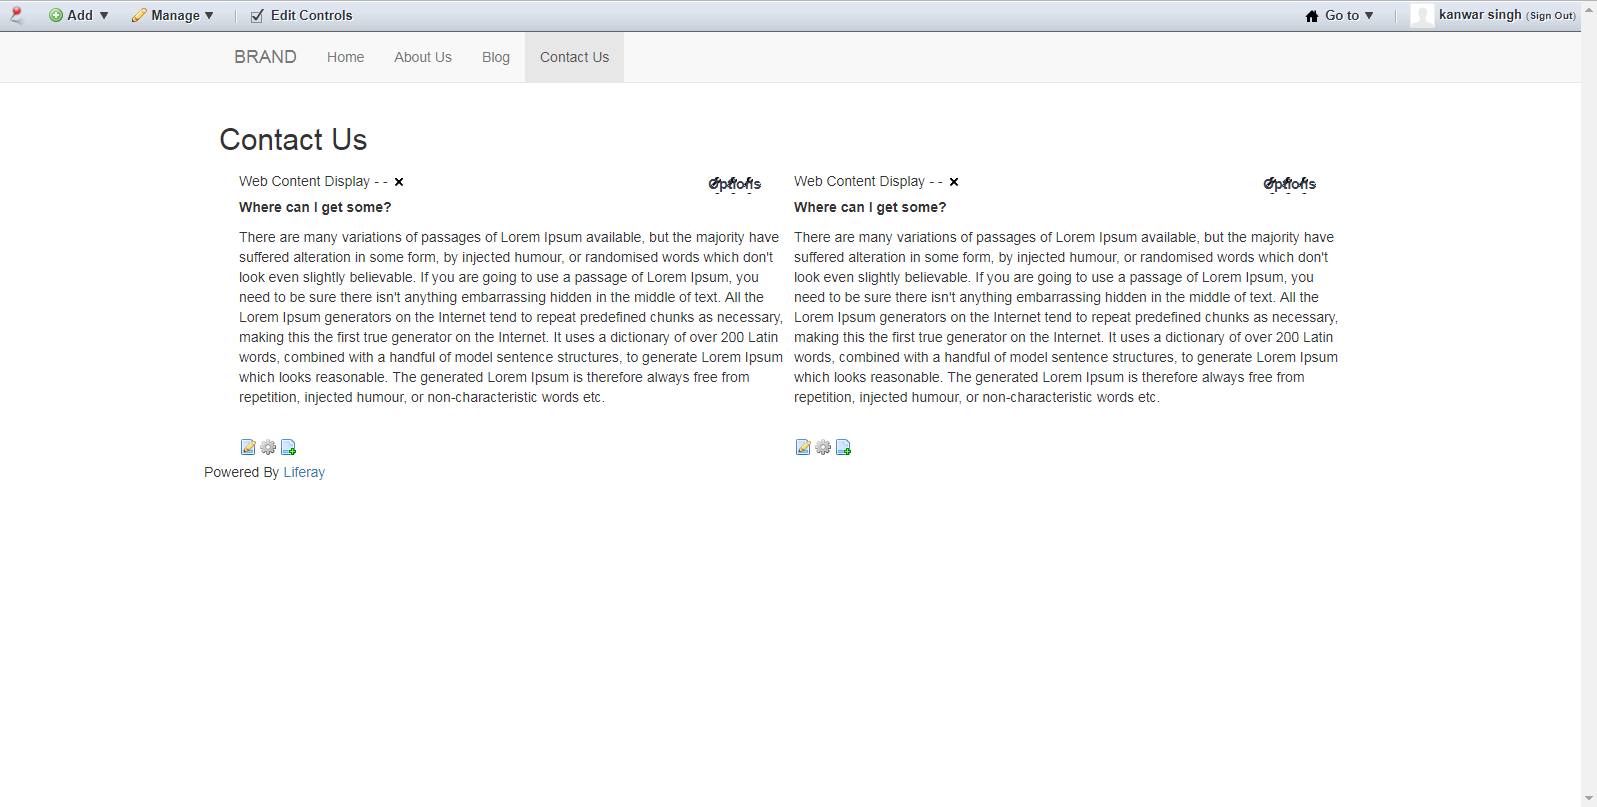 Add Manage Edit Controls Go to kanwar singh (Sign Out)
BRAND Home About Us Blog Contact Us
Contact Us
Web Content Display - -
Options
Where can I get some?
There are many variations of passages of Lorem Ipsum available, but the majority have
suffered alteration in some form, by injected humour, or randomised words which don't
look even slightly believable. If you are going to use a passage of Lorem Ipsum, you
need to be sure there isn't anything embarrassing hidden in the middle of text. All the
Lorem Ipsum generators on the Internet tend to repeat predefined chunks as necessary,
making this the first true generator on the Internet. It uses a dictionary of over 200 Latin
words, combined with a handful of model sentence structures, to generate Lorem Ipsum
which looks reasonable. The generated Lorem Ipsum is therefore always free from
repetition, injected humour, or non-characteristic words etc.
Web Content Display - -
Options
Where can I get some?
There are many variations of passages of Lorem Ipsum available, but the majority have
suffered alteration in some form, by injected humour, or randomised words which don't
look even slightly believable. If you are going to use a passage of Lorem Ipsum, you
need to be sure there isn't anything embarrassing hidden in the middle of text. All the
Lorem Ipsum generators on the Internet tend to repeat predefined chunks as necessary,
making this the first true generator on the Internet. It uses a dictionary of over 200 Latin
words, combined with a handful of model sentence structures, to generate Lorem Ipsum
which looks reasonable. The generated Lorem Ipsum is therefore always free from
repetition, injected humour, or non-characteristic words etc.
Powered By Liferay